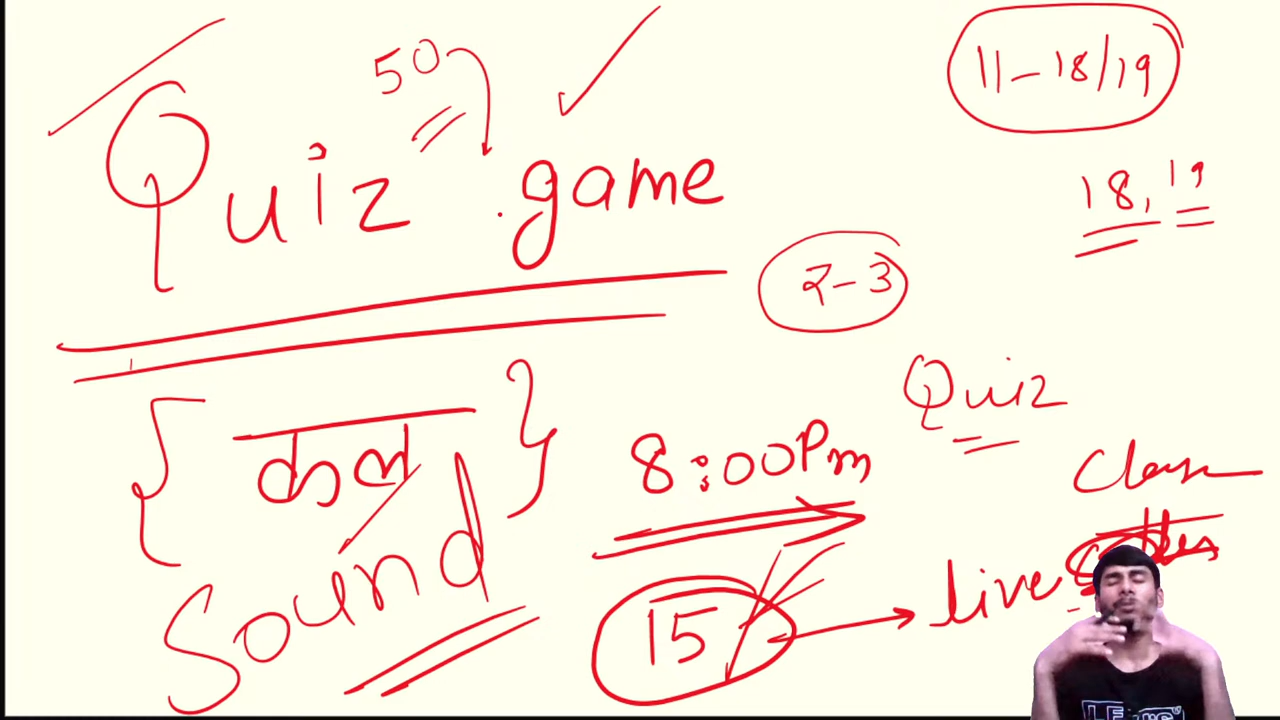 50
Quiz game
11-18/19
18, 19
2-3
Quiz
कल
8:00Pm
Class
Sound
15
live